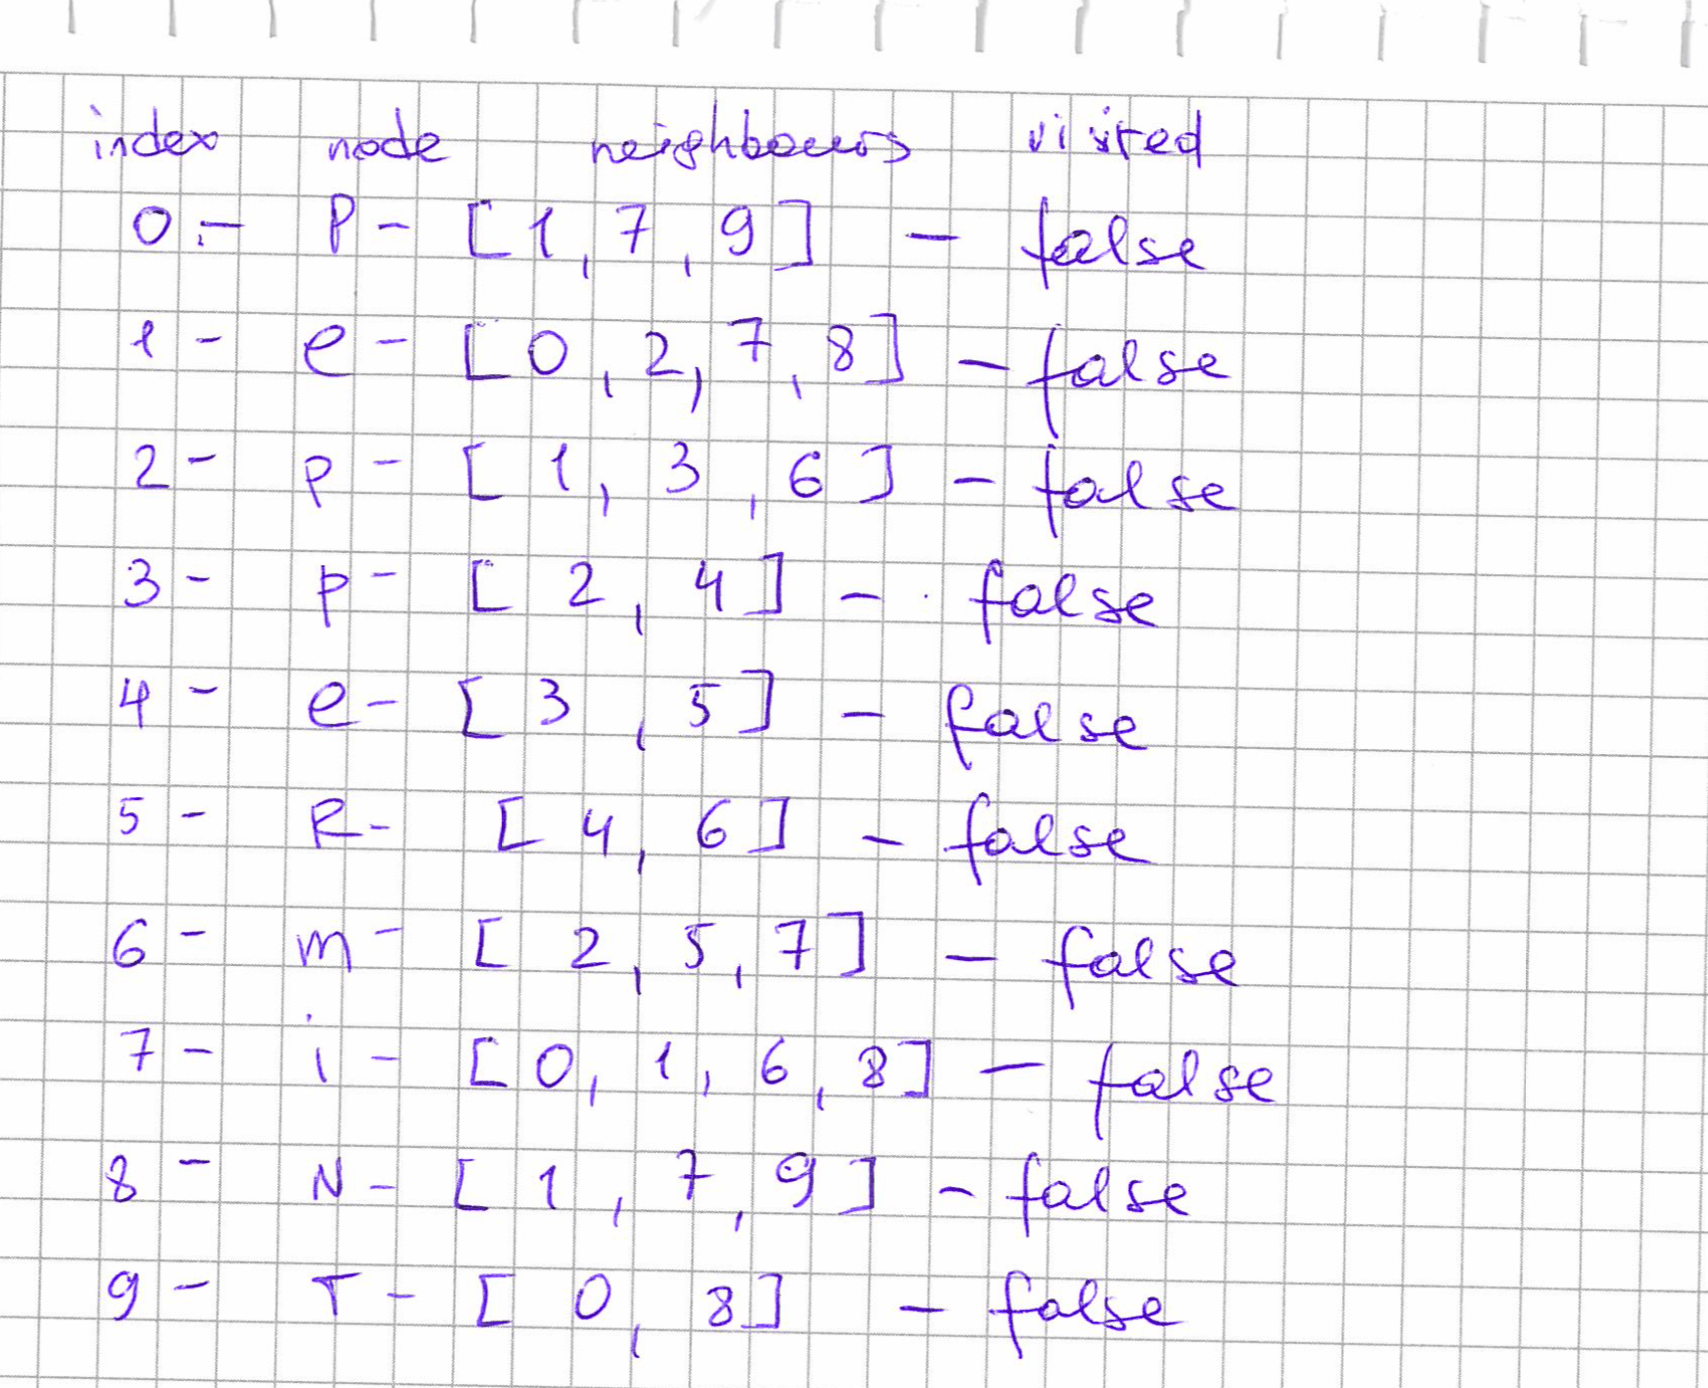 index node neighbours visited
0.- P - [1, 7, 9] - false
1 - e - [0, 2, 7, 8] - false
2 - p - [1, 3, 6] - false
3 - p - [2, 4] - false
4 - e - [3, 5] - false
5 - R - [4, 6] - false
6 - m - [2, 5, 7] - false
7 - i - [0, 1, 6, 8] - false
8 - N - [1, 7, 9] - false
9 - T - [0, 8] - false